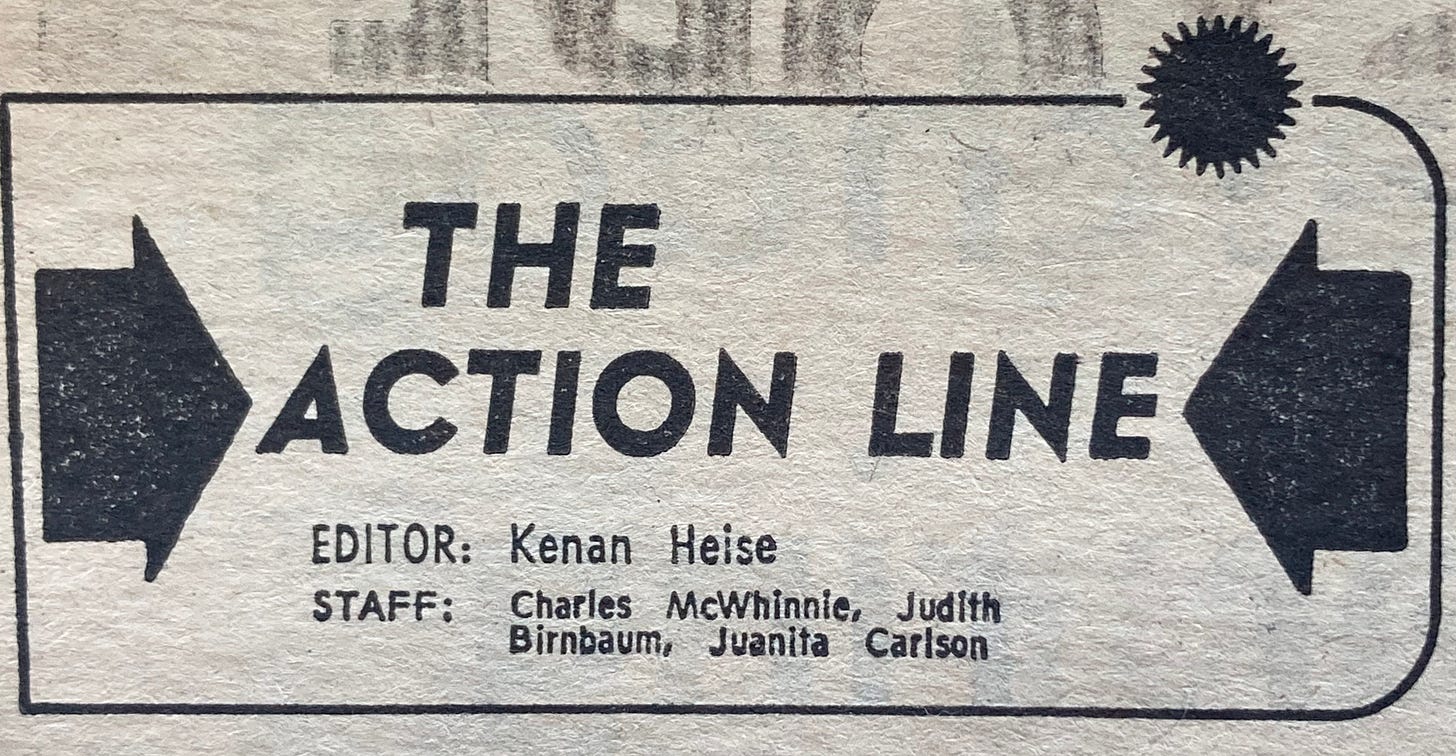 THE
ACTION LINE
EDITOR: Kenan Heise
STAFF: Charles McWhinnie, Judith
Birnbaum, Juanita Carlson